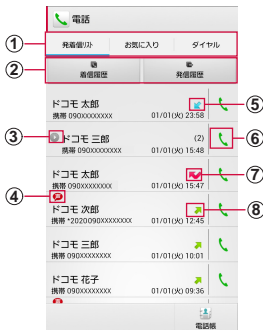 電話
① 発着信リスト お気に入り ダイヤル
② 着信履歴 発信履歴
ドコモ 太郎
携帯 090XXXXXXXX 01/01(火) 23:58 ⑤
③ ドコモ 三郎 (2) ⑥
携帯 090XXXXXXXX 01/01(火) 15:48
ドコモ 太郎 ⑦
携帯 090XXXXXXXX 01/01(火) 15:47
④
ドコモ 次郎 ⑧
携帯 *2020090XXXXXXXX 01/01(火) 12:45
ドコモ 三郎
携帯 090XXXXXXXX 01/01(火) 10:01
ドコモ 花子
携帯 090XXXXXXXX 01/01(火) 09:36
電話帳